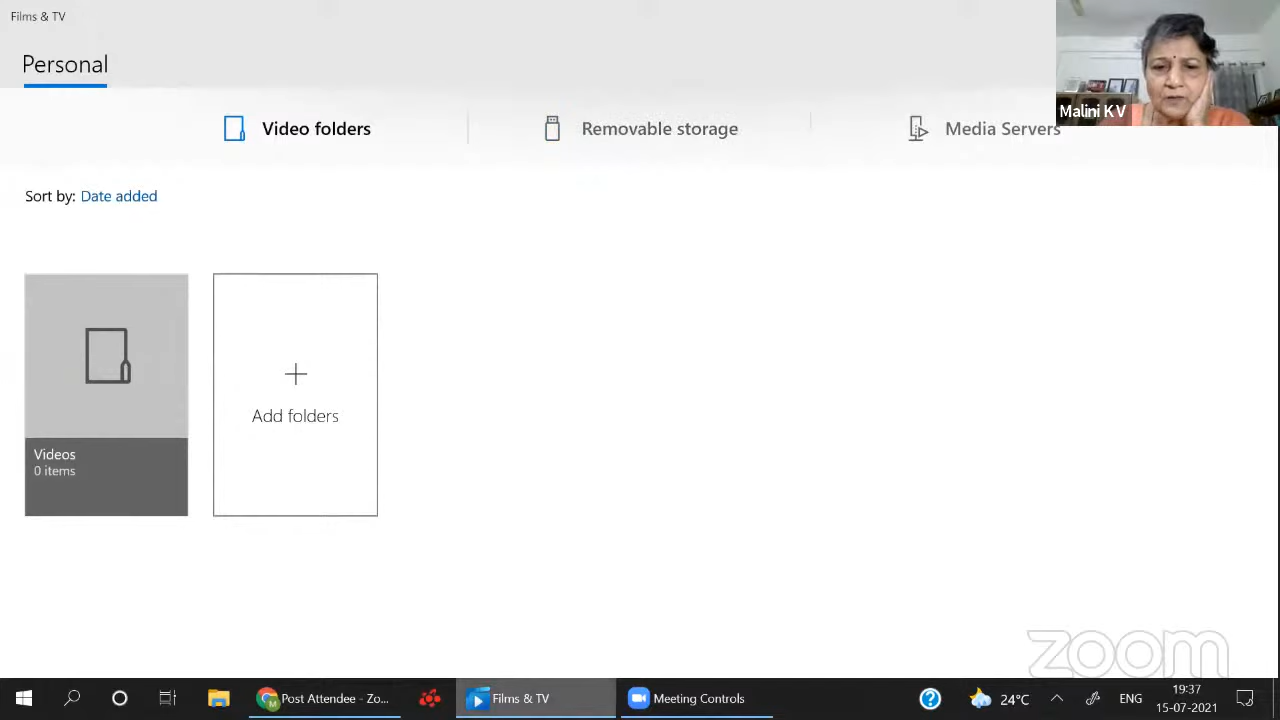 Films & TV
Personal
Malini K V
Video folders
Removable storage
Media Servers
Sort by: Date added
Add folders
Videos
0 items
zoom
Post Attendee - Zo...
Films & TV
Meeting Controls
?
24°C
ENG
19:37
15-07-2021